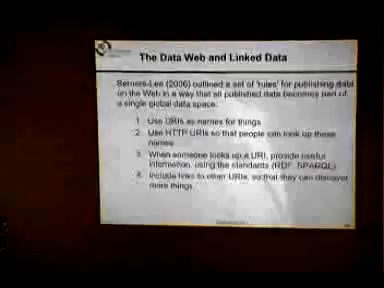 The Data Web and Linked Data
Berners-Lee (2006) outlined a set of 'rules' for publishing data
on the Web in a way that all published data becomes part of
a single global data space:
1. Use URIs as names for things
2. Use HTTP URIs so that people can look up those
names
3. When someone looks up a URI, provide useful
information, using the standards (RDF, SPARQL)
4. Include links to other URIs, so that they can discover
more things